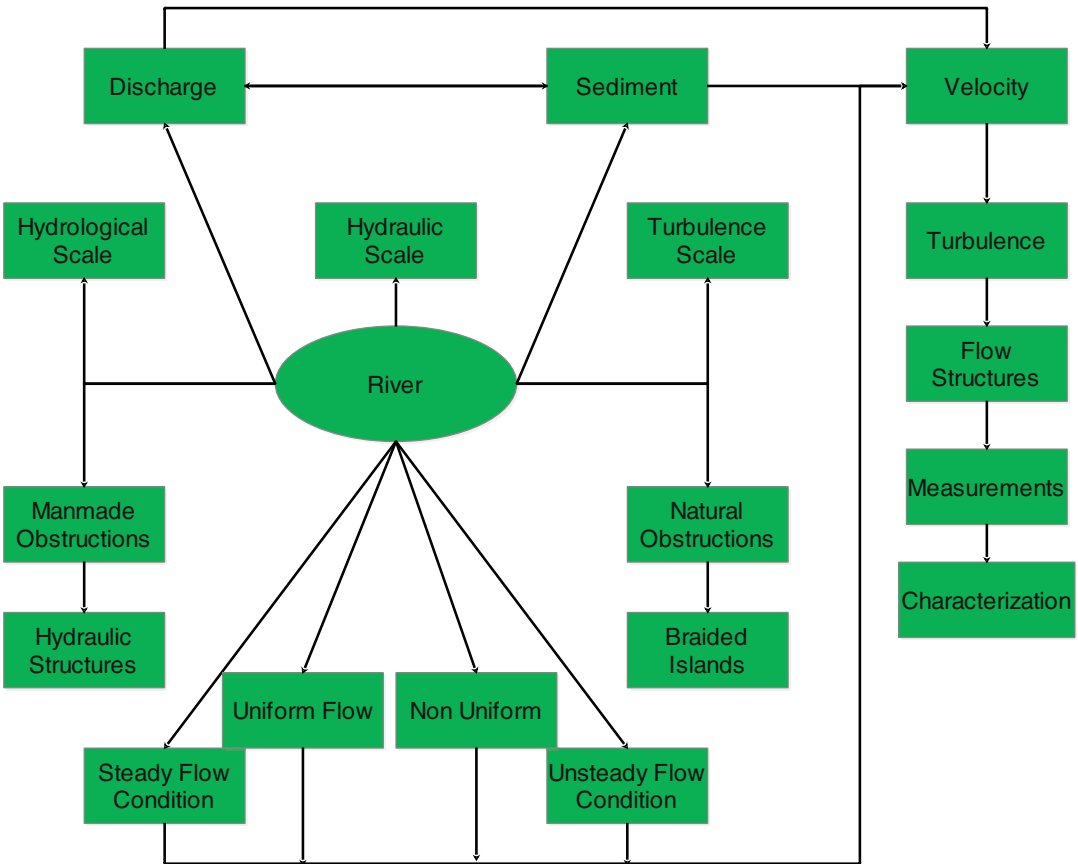 Discharge
Sediment
Velocity
Hydrological
Scale
Hydraulic
Scale
Turbulence
Scale
Turbulence
River
Flow
Structures
Manmade
Obstructions
Natural
Obstructions
Measurements
Hydraulic
Structures
Braided
Islands
Characterization
Uniform Flow
Non Uniform
Steady Flow
Condition
Unsteady Flow
Condition